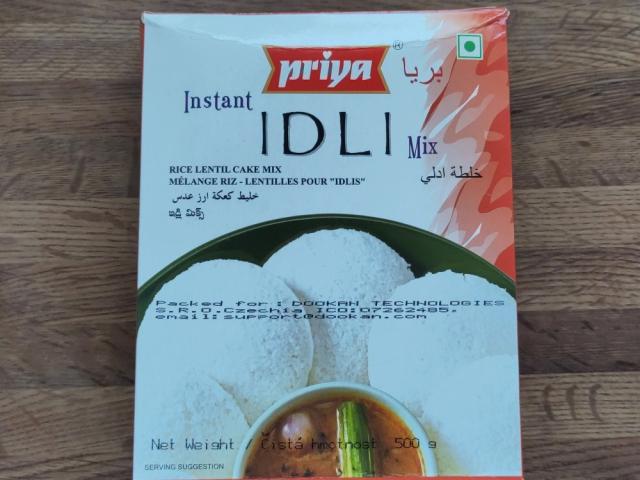 priya ® بريا
Instant
IDLI
Mix
RICE LENTIL CAKE MIX
MÉLANGE RIZ - LENTILLES POUR "IDLIS"
خلطة ادلي
خليط كعكة ارز عدس
ఇడ్లీ మిక్స్
Packed for: DOOKAN TECHNOLOGIES
S.R.O.Czechia ICO:07262485.
email:support@dookan.com
Net Weight / Čistá hmotnost 500 g
SERVING SUGGESTION